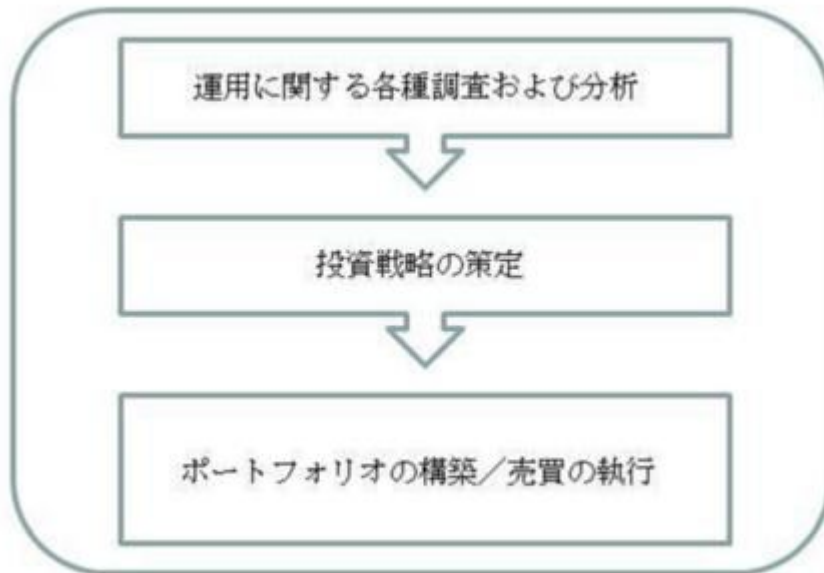 運用に関する各種調査および分析
投資戦略の策定
ポートフォリオの構築／売買の執行